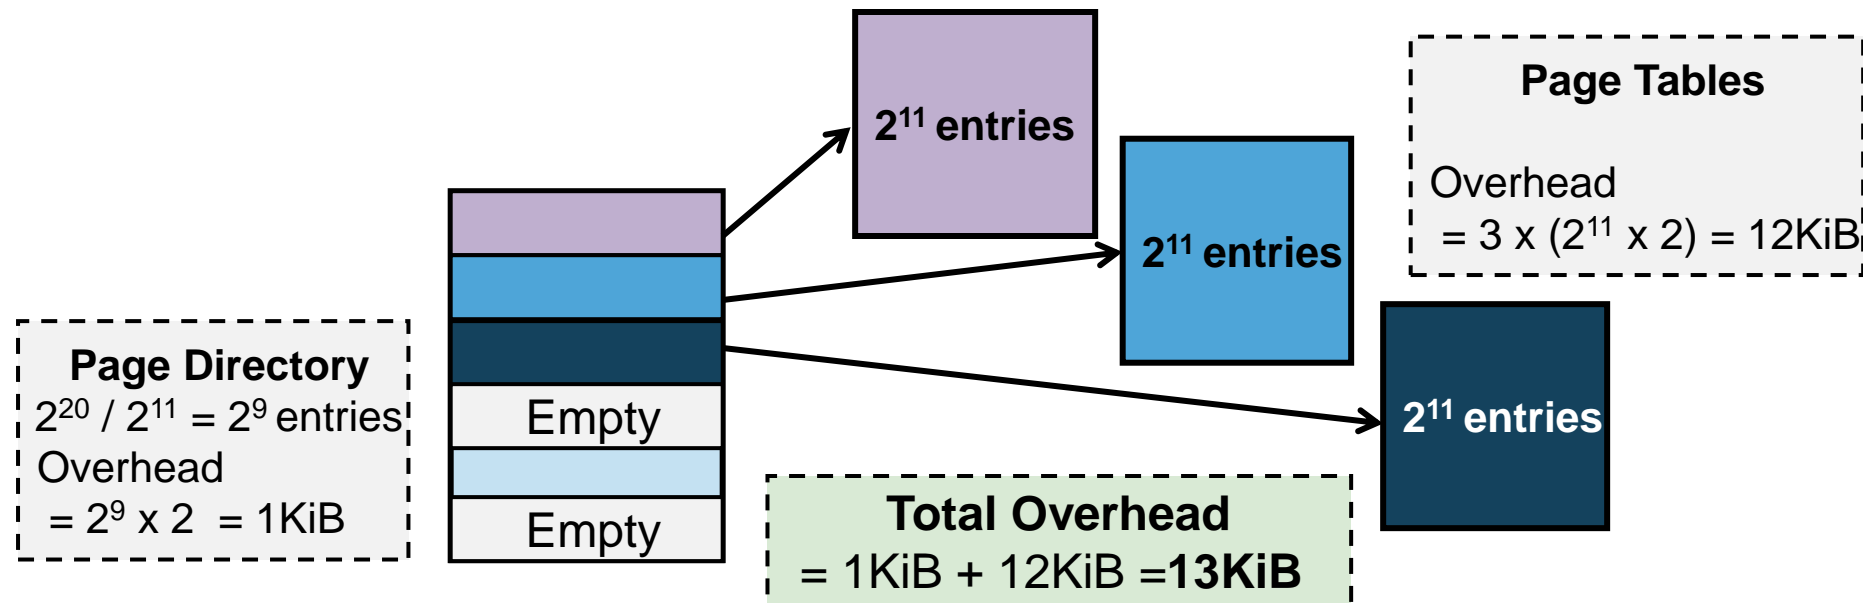 Page Directory
2²⁰ / 2¹¹ = 2⁹ entries
Overhead
= 2⁹ x 2 = 1KiB
Empty
Empty
2¹¹ entries
2¹¹ entries
2¹¹ entries
Page Tables
Overhead
= 3 x (2¹¹ x 2) = 12KiB
Total Overhead
= 1KiB + 12KiB =13KiB